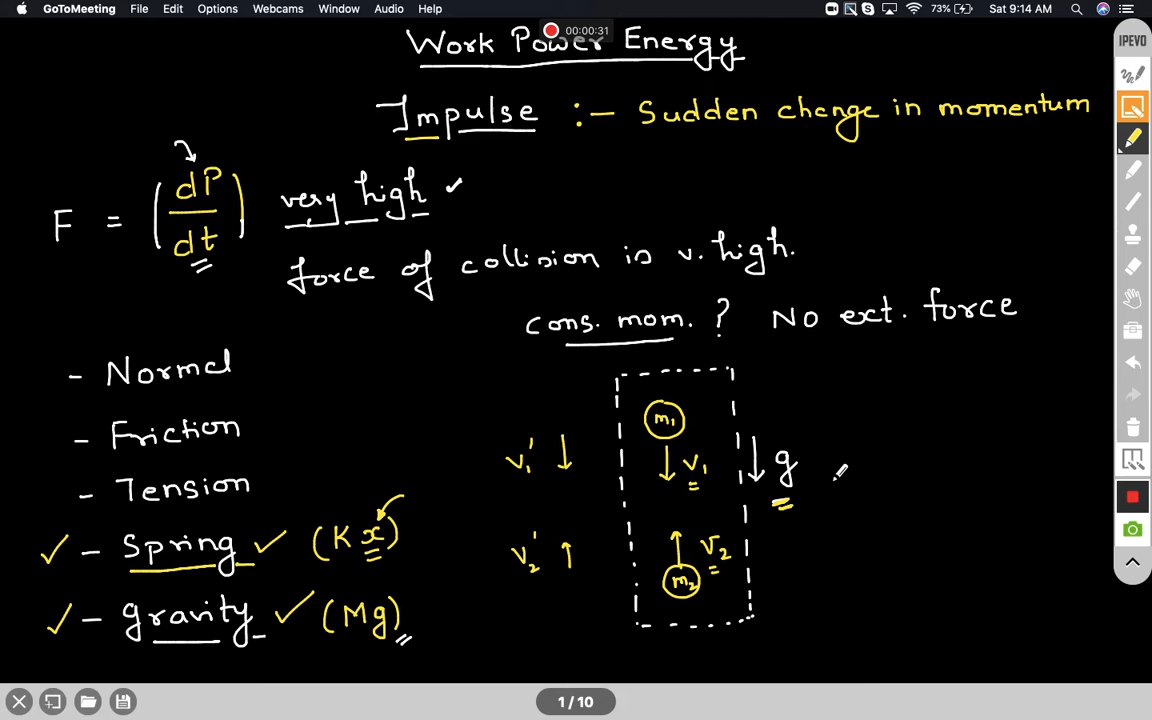 GoToMeeting File Edit Options Webcams Window Audio Help 73% Sat 9:14 AM
00:00:31
IPEVO
Work Power Energy
Impulse :- Sudden change in momentum
F = (dP/dt) very high ✓
force of collision is v. high.
cons. mom. ? No ext. force
- Normal
- Friction
- Tension
✓ - Spring ✓ (Kx)
✓ - gravity ✓ (Mg)
m₁
v₁' ↓ ↓ v₁ ↓ g
v₂' ↑ ↑ v₂
m₂
1 / 10